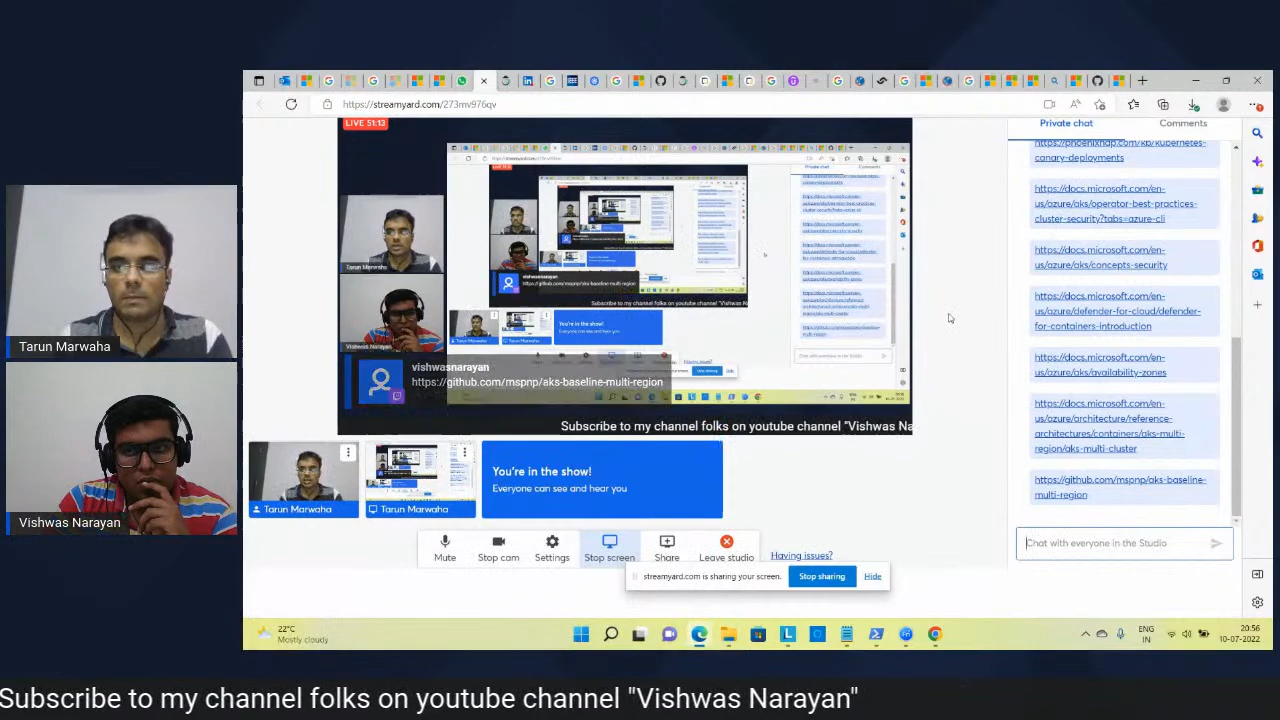 https://streamyard.com/273mv976qv
LIVE 51:13
Private chat
Comments
https://phoenixnap.com/kp/kubernetes-
canary-deployments
https://docs.microsoft.com/en-
us/azure/aks/operator-best-practices-
cluster-security?tabs=azure-cli
https://docs.microsoft.com/en-
us/azure/aks/concepts-security
https://docs.microsoft.com/en-
us/azure/defender-for-cloud/defender-
for-containers-introduction
https://docs.microsoft.com/en-
us/azure/aks/availability-zones
https://docs.microsoft.com/en-
us/azure/architecture/reference-
architectures/containers/aks-multi-
region/aks-multi-cluster
https://github.com/mspnp/aks-baseline-
multi-region
Chat with everyone in the Studio
Tarun Marwaha
Vishwas Narayan
Tarun Marwaha
Vishwas Narayan
vishwasnarayan
https://github.com/mspnp/aks-baseline-multi-region
Subscribe to my channel folks on youtube channel "Vishwas Na
Tarun Marwaha
Tarun Marwaha
You're in the show!
Everyone can see and hear you
Mute
Stop cam
Settings
Stop screen
Share
Leave studio
Having issues?
streamyard.com is sharing your screen.
Stop sharing
Hide
22°C
Mostly cloudy
ENG
IN
20:56
10-07-2022
Subscribe to my channel folks on youtube channel "Vishwas Narayan"